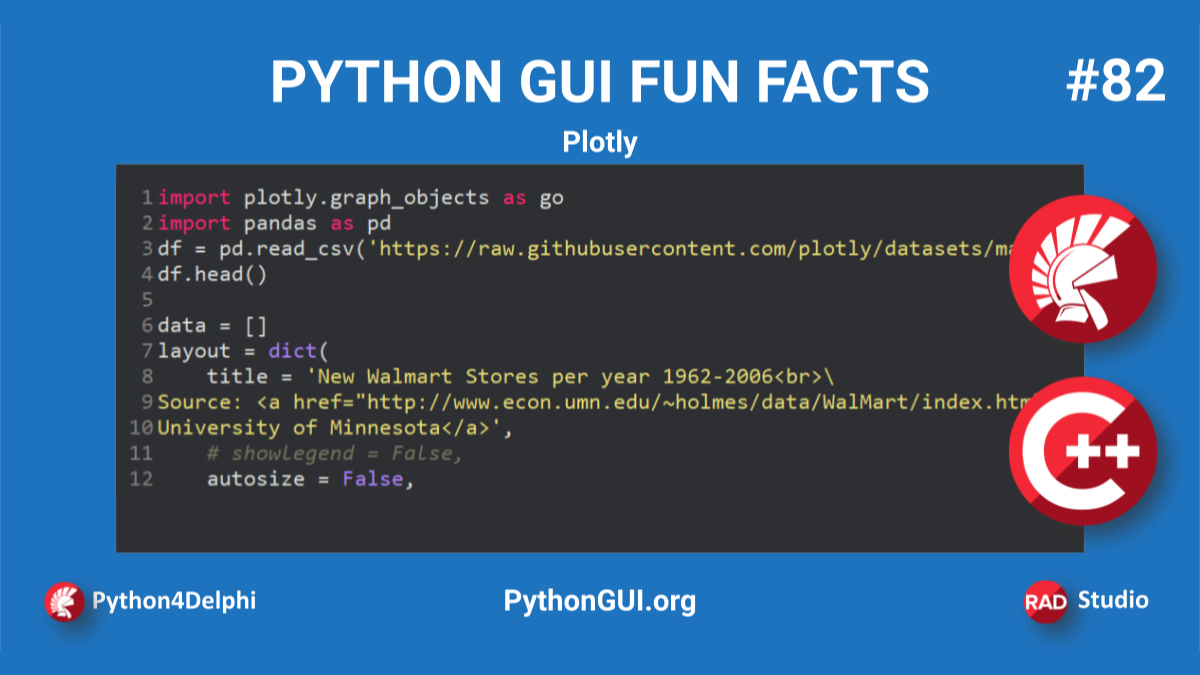 PYTHON GUI FUN FACTS
#82
Plotly
1 import plotly.graph_objects as go
2 import pandas as pd
3 df = pd.read_csv('https://raw.githubusercontent.com/plotly/datasets/ma
4 df.head()
5
6 data = []
7 layout = dict(
8     title = 'New Walmart Stores per year 1962-2006<br>\
9 Source: <a href="http://www.econ.umn.edu/~holmes/data/WalMart/index.htm
10 University of Minnesota</a>',
11     # showlegend = False,
12     autosize = False,
C++
Python4Delphi
PythonGUI.org
RAD Studio